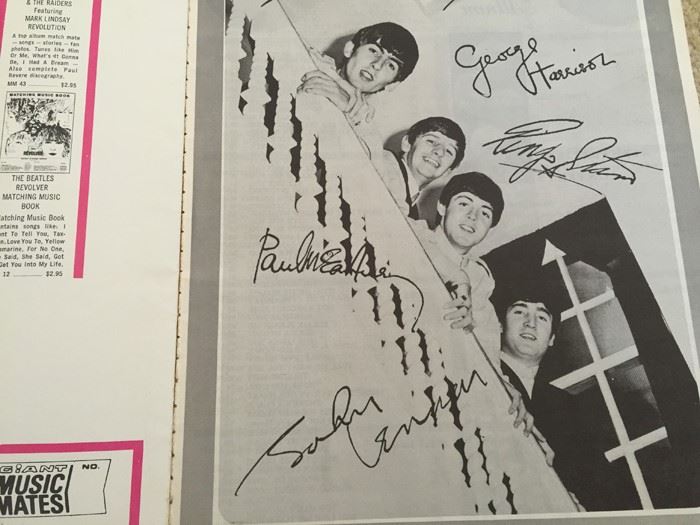 & THE RAIDERS
Featuring
MARK LINDSAY
REVOLUTION
A top album match mate
— songs — stories — fan
photos. Tunes like Him
Or Me, What's It Gonna
Be, I Had A Dream —
Also complete Paul
Revere discography.
MM 43 $2.95
MATCHING MUSIC BOOK
REVOLVER
THE BEATLES
REVOLVER
MATCHING MUSIC
BOOK
atching Music Book
ntains songs like: I
nt To Tell You, Tax-
n, Love You To, Yellow
bmarine, For No One,
e Said, She Said, Got
Get You Into My Life.
12 $2.95
GIANT
MUSIC
MATES
NO.
George
Harrison
Ringo Starr
Paul McCartney
John Lennon